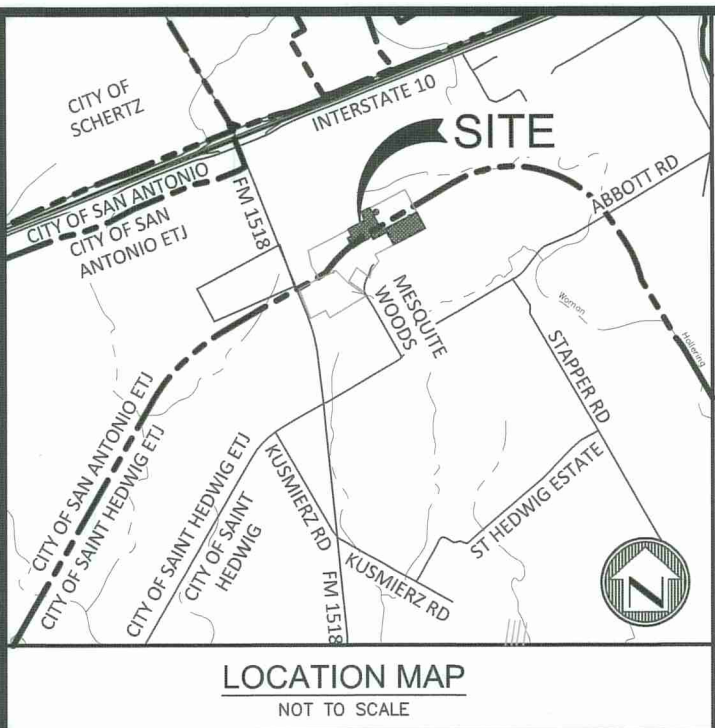 CITY OF
SCHERTZ
INTERSTATE 10
SITE
CITY OF SAN ANTONIO
CITY OF SAN
ANTONIO ETJ
FM 1518
ABBOTT RD
MESQUITE
WOODS
Woman
Hollering
STAPPER RD
CITY OF SAN ANTONIO ETJ
CITY OF SAINT HEDWIG ETJ
CITY OF SAINT HEDWIG ETJ
CITY OF SAINT
HEDWIG
KUSMIERZ RD
ST HEDWIG ESTATE
KUSMIERZ RD
FM 1518
N
LOCATION MAP
NOT TO SCALE